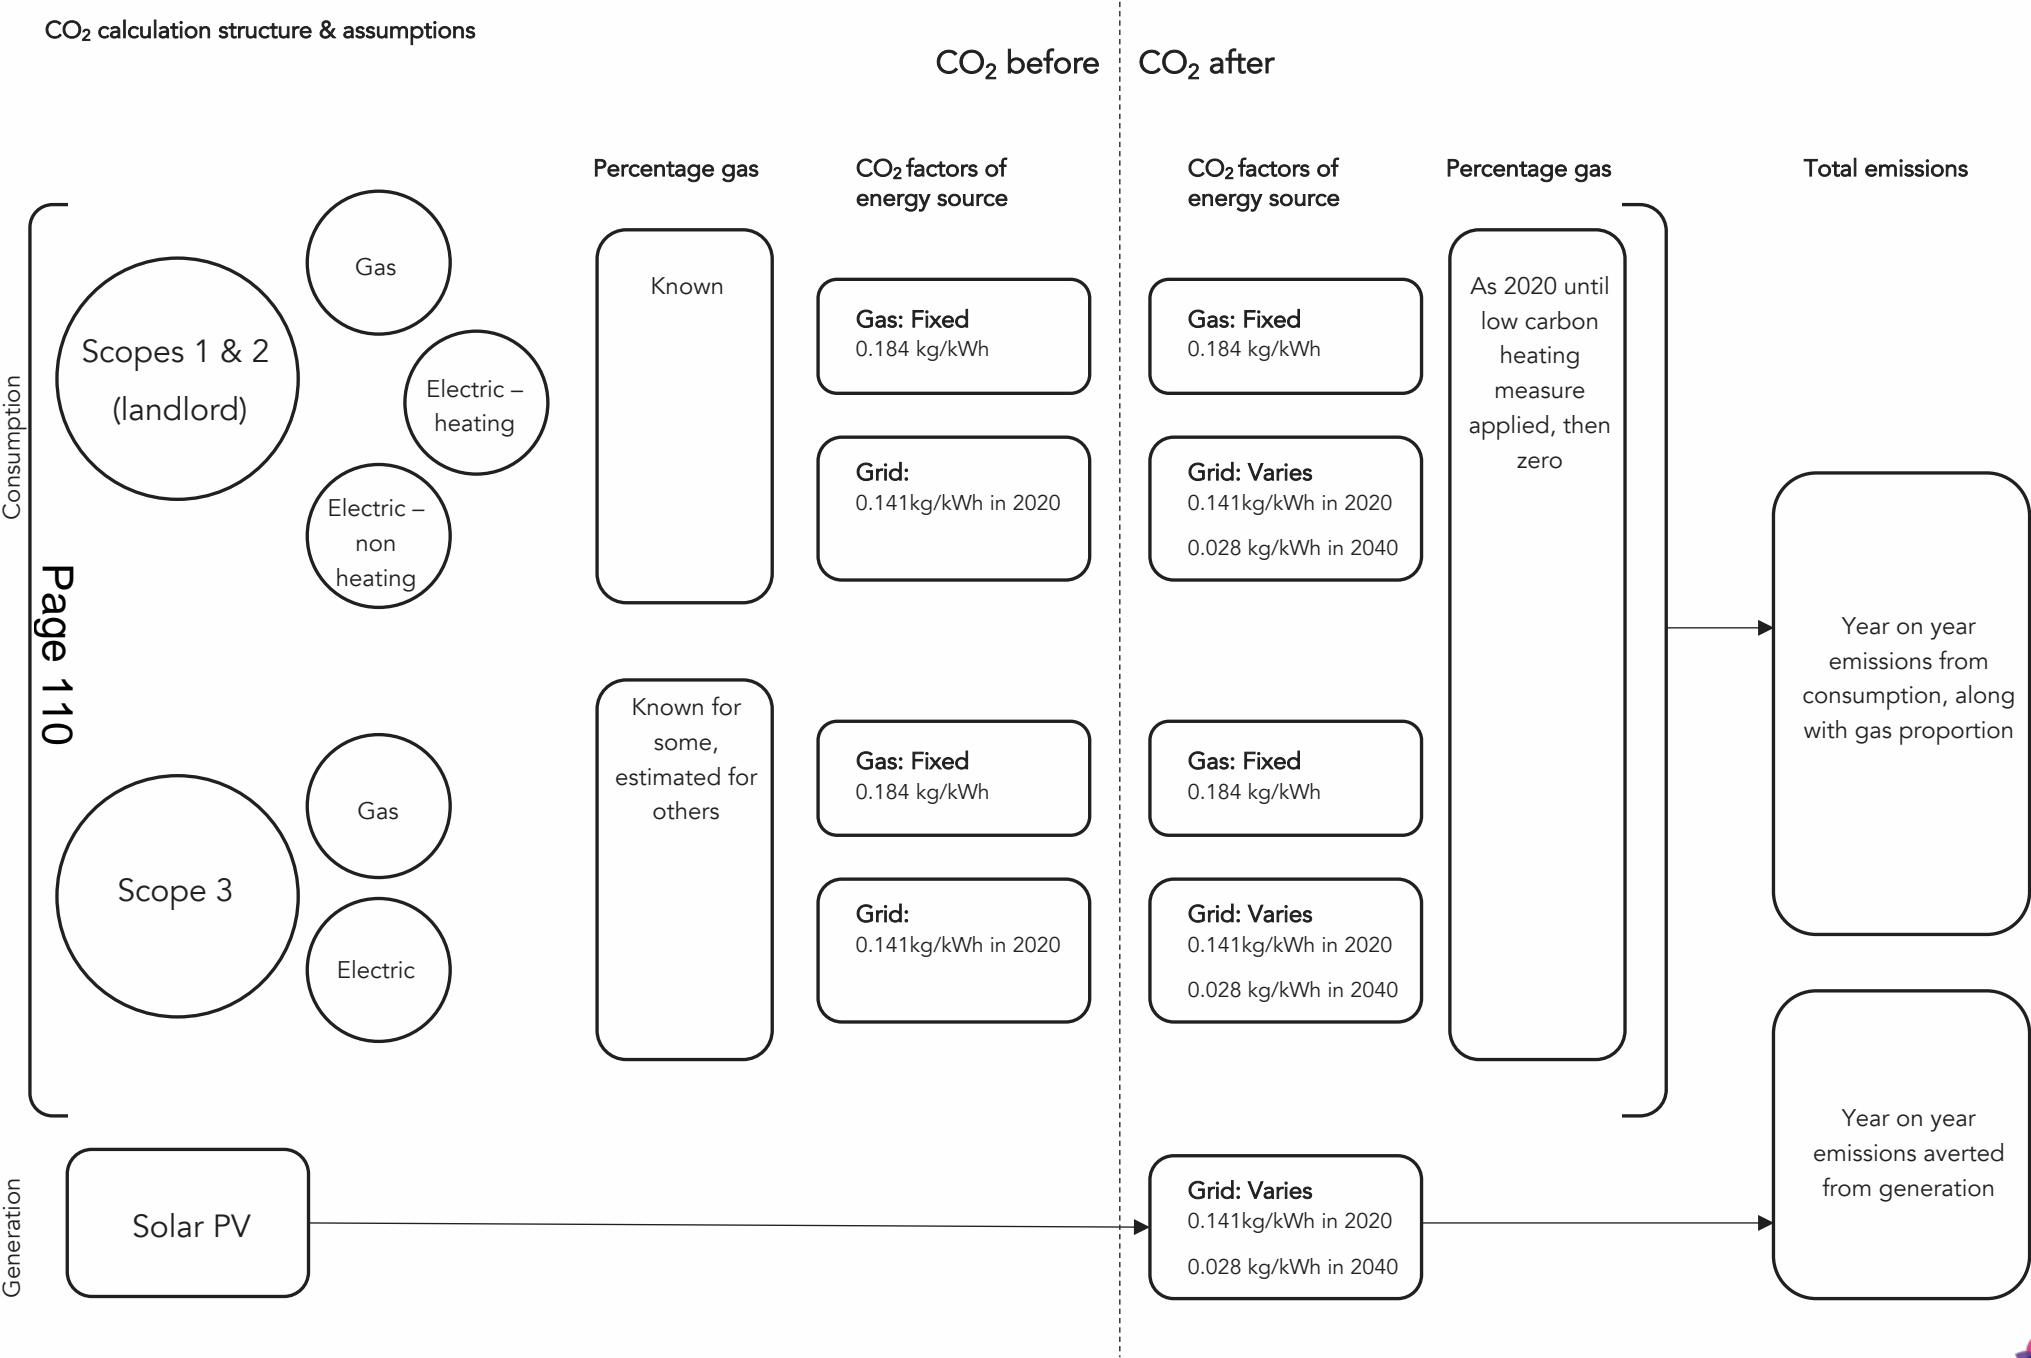 CO₂ calculation structure & assumptions
CO₂ before
CO₂ after
Percentage gas
CO₂ factors of
energy source
CO₂ factors of
energy source
Percentage gas
Total emissions
Consumption
Page 110
Scopes 1 & 2
(landlord)
Gas
Electric –
heating
Electric –
non
heating
Known
Gas: Fixed
0.184 kg/kWh
Grid:
0.141kg/kWh in 2020
Gas: Fixed
0.184 kg/kWh
Grid: Varies
0.141kg/kWh in 2020
0.028 kg/kWh in 2040
As 2020 until
low carbon
heating
measure
applied, then
zero
Year on year
emissions from
consumption, along
with gas proportion
Scope 3
Gas
Electric
Known for
some,
estimated for
others
Gas: Fixed
0.184 kg/kWh
Grid:
0.141kg/kWh in 2020
Gas: Fixed
0.184 kg/kWh
Grid: Varies
0.141kg/kWh in 2020
0.028 kg/kWh in 2040
Generation
Solar PV
Grid: Varies
0.141kg/kWh in 2020
0.028 kg/kWh in 2040
Year on year
emissions averted
from generation